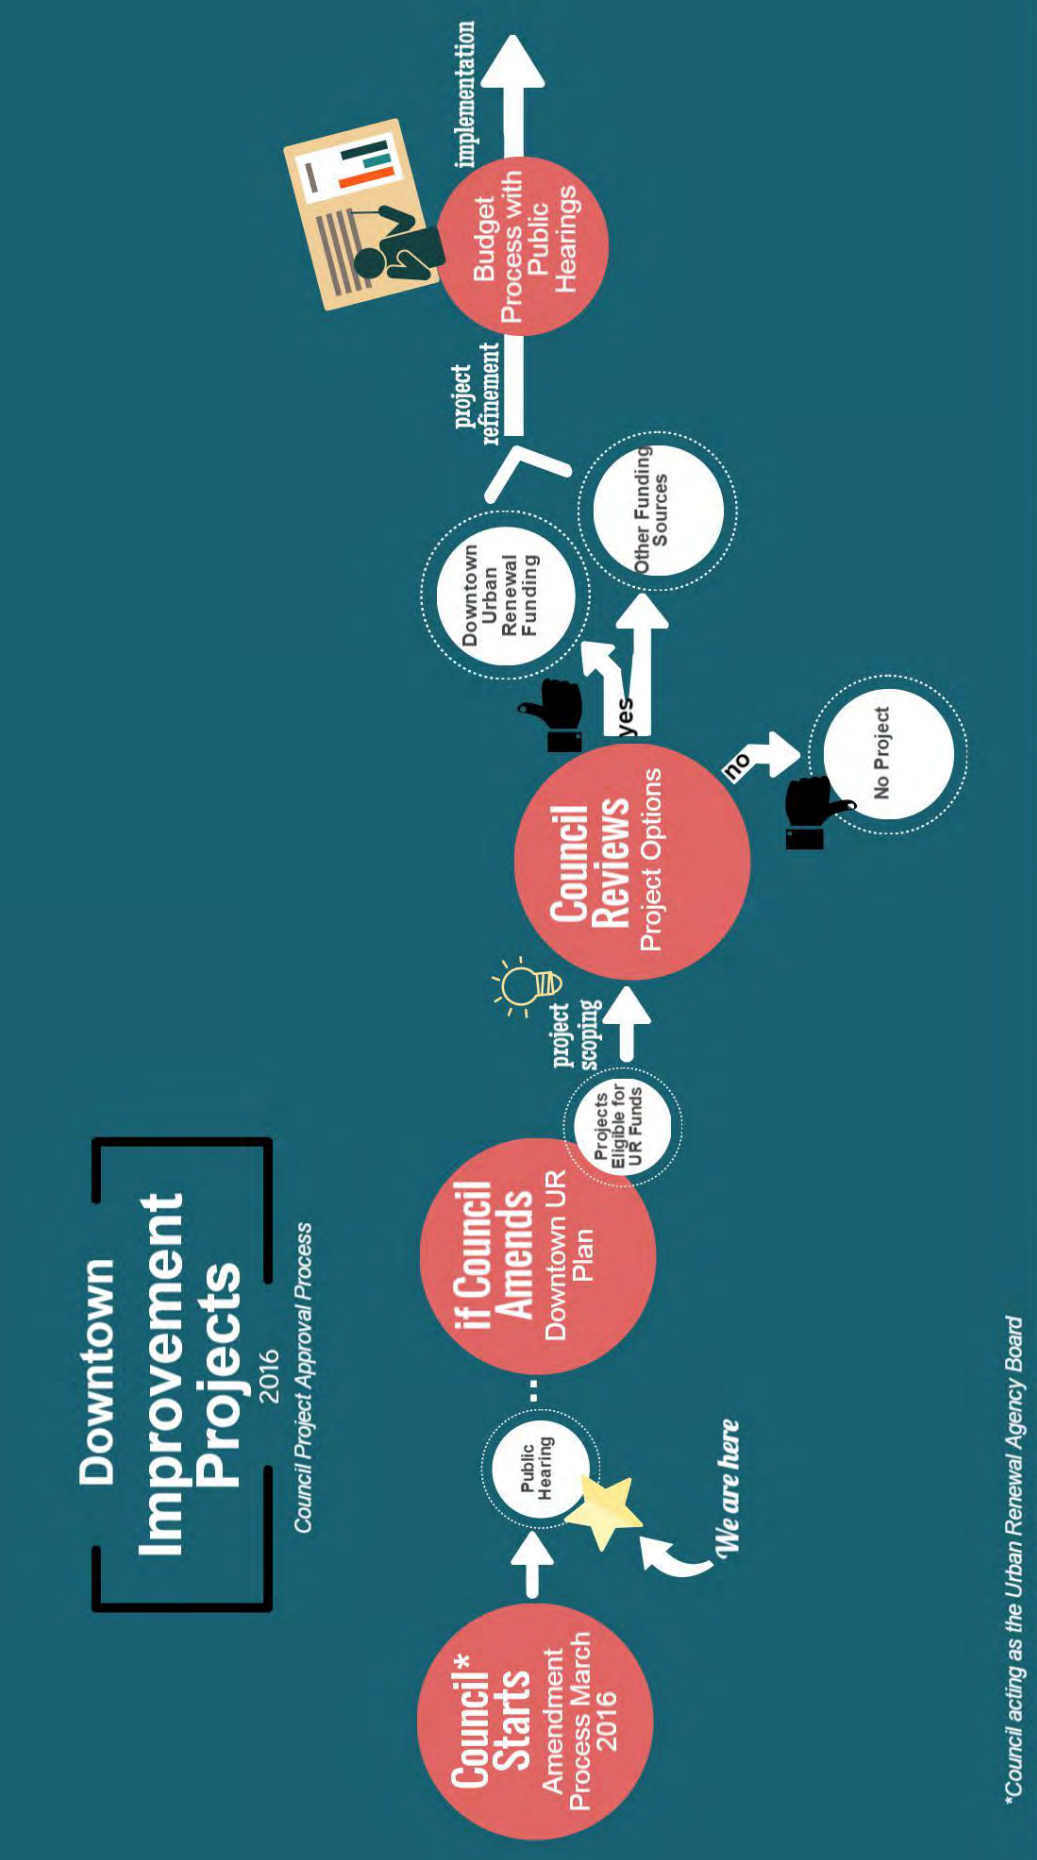 Downtown
Improvement
Projects
2016
Council Project Approval Process
Council*
Starts
Amendment
Process March
2016
Public
Hearing
We are here
if Council
Amends
Downtown UR
Plan
Projects
Eligible for
UR Funds
project
scoping
Council
Reviews
Project Options
yes
no
No Project
Downtown
Urban
Renewal
Funding
Other Funding
Sources
project
refinement
Budget
Process with
Public
Hearings
implementation
*Council acting as the Urban Renewal Agency Board